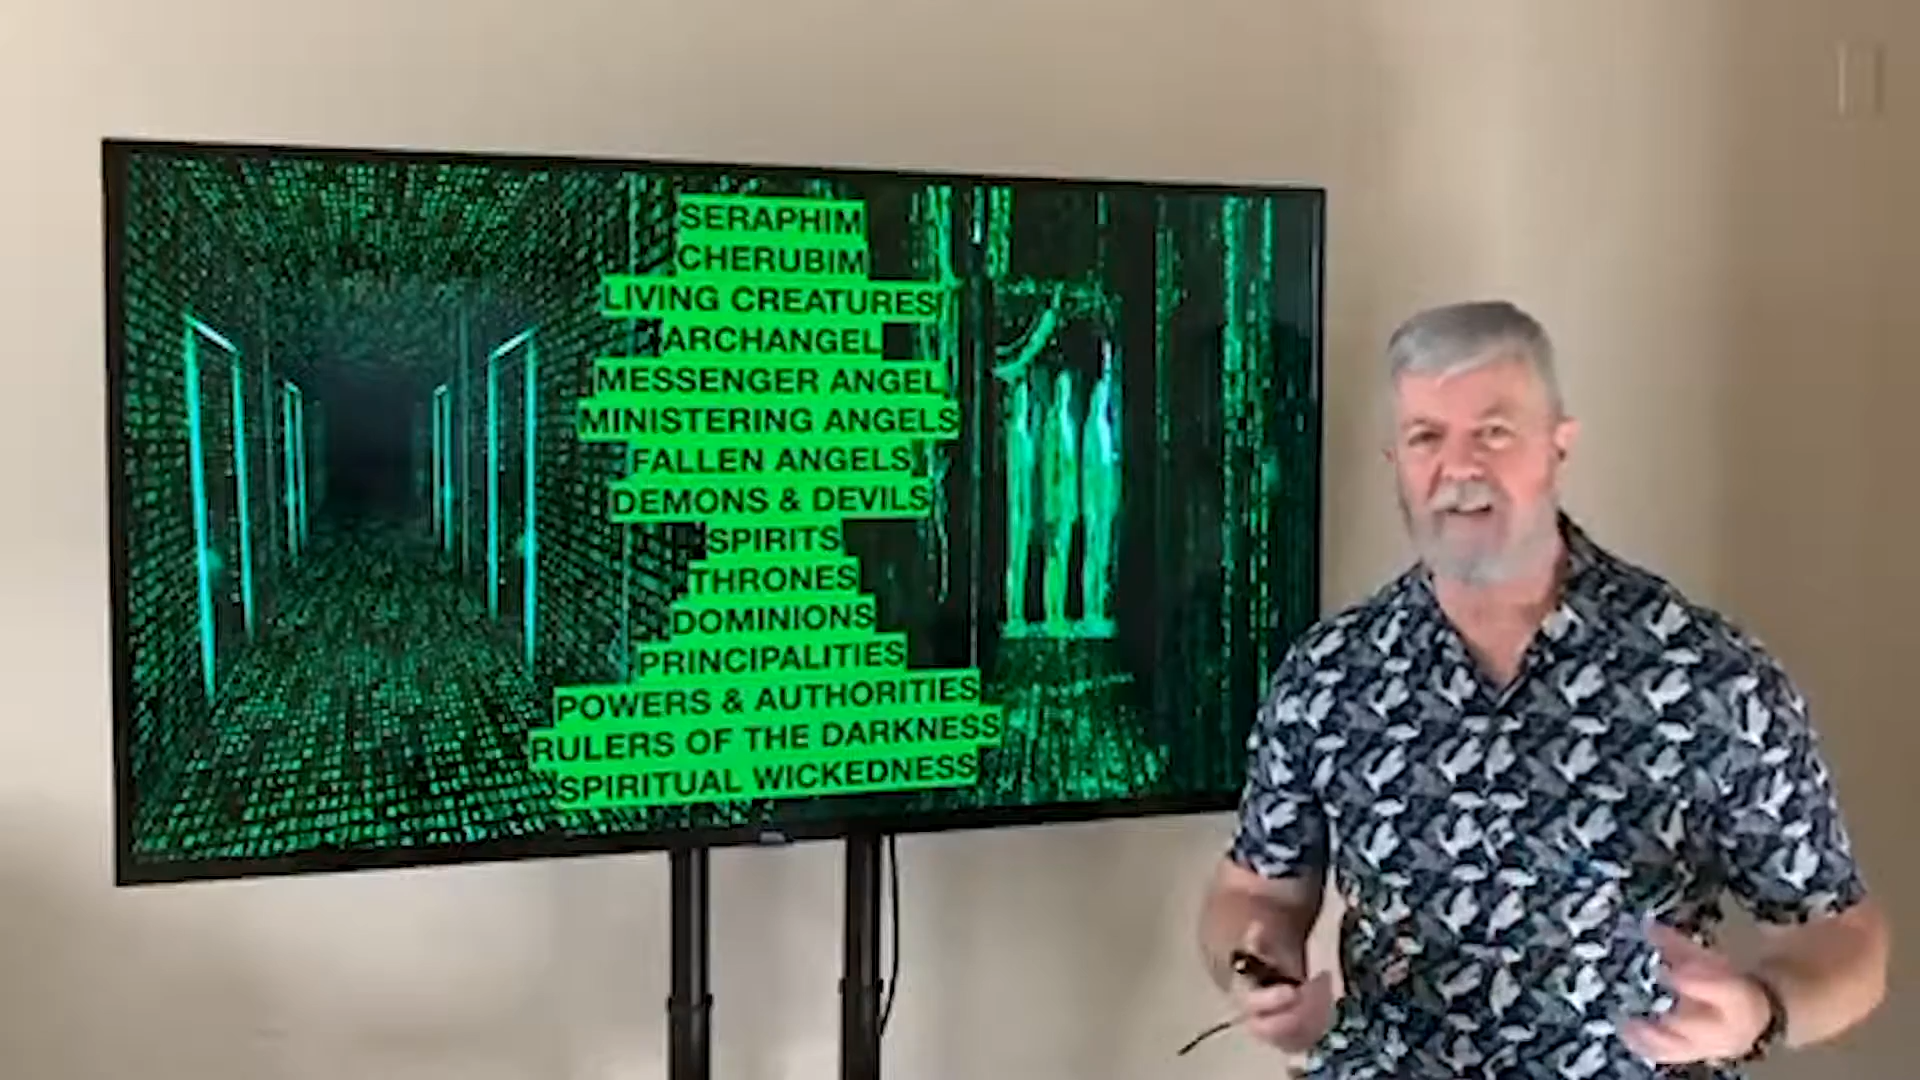 SERAPHIM
CHERUBIM
LIVING CREATURES
ARCHANGEL
MESSENGER ANGEL
MINISTERING ANGELS
FALLEN ANGELS
DEMONS & DEVILS
SPIRITS
THRONES
DOMINIONS
PRINCIPALITIES
POWERS & AUTHORITIES
RULERS OF THE DARKNESS
SPIRITUAL WICKEDNESS